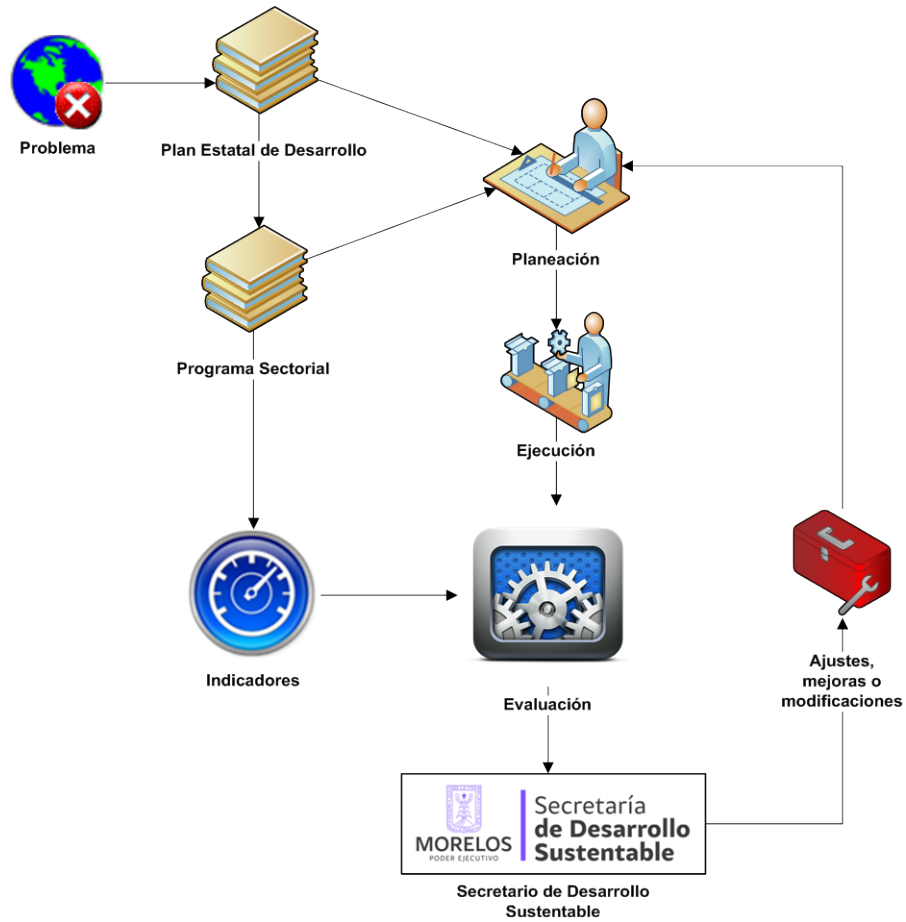 Problema
Plan Estatal de Desarrollo
Planeación
Programa Sectorial
Ejecución
Indicadores
Evaluación
Ajustes,
mejoras o
modificaciones
MORELOS
PODER EJECUTIVO
Secretaría
de Desarrollo
Sustentable
Secretario de Desarrollo
Sustentable